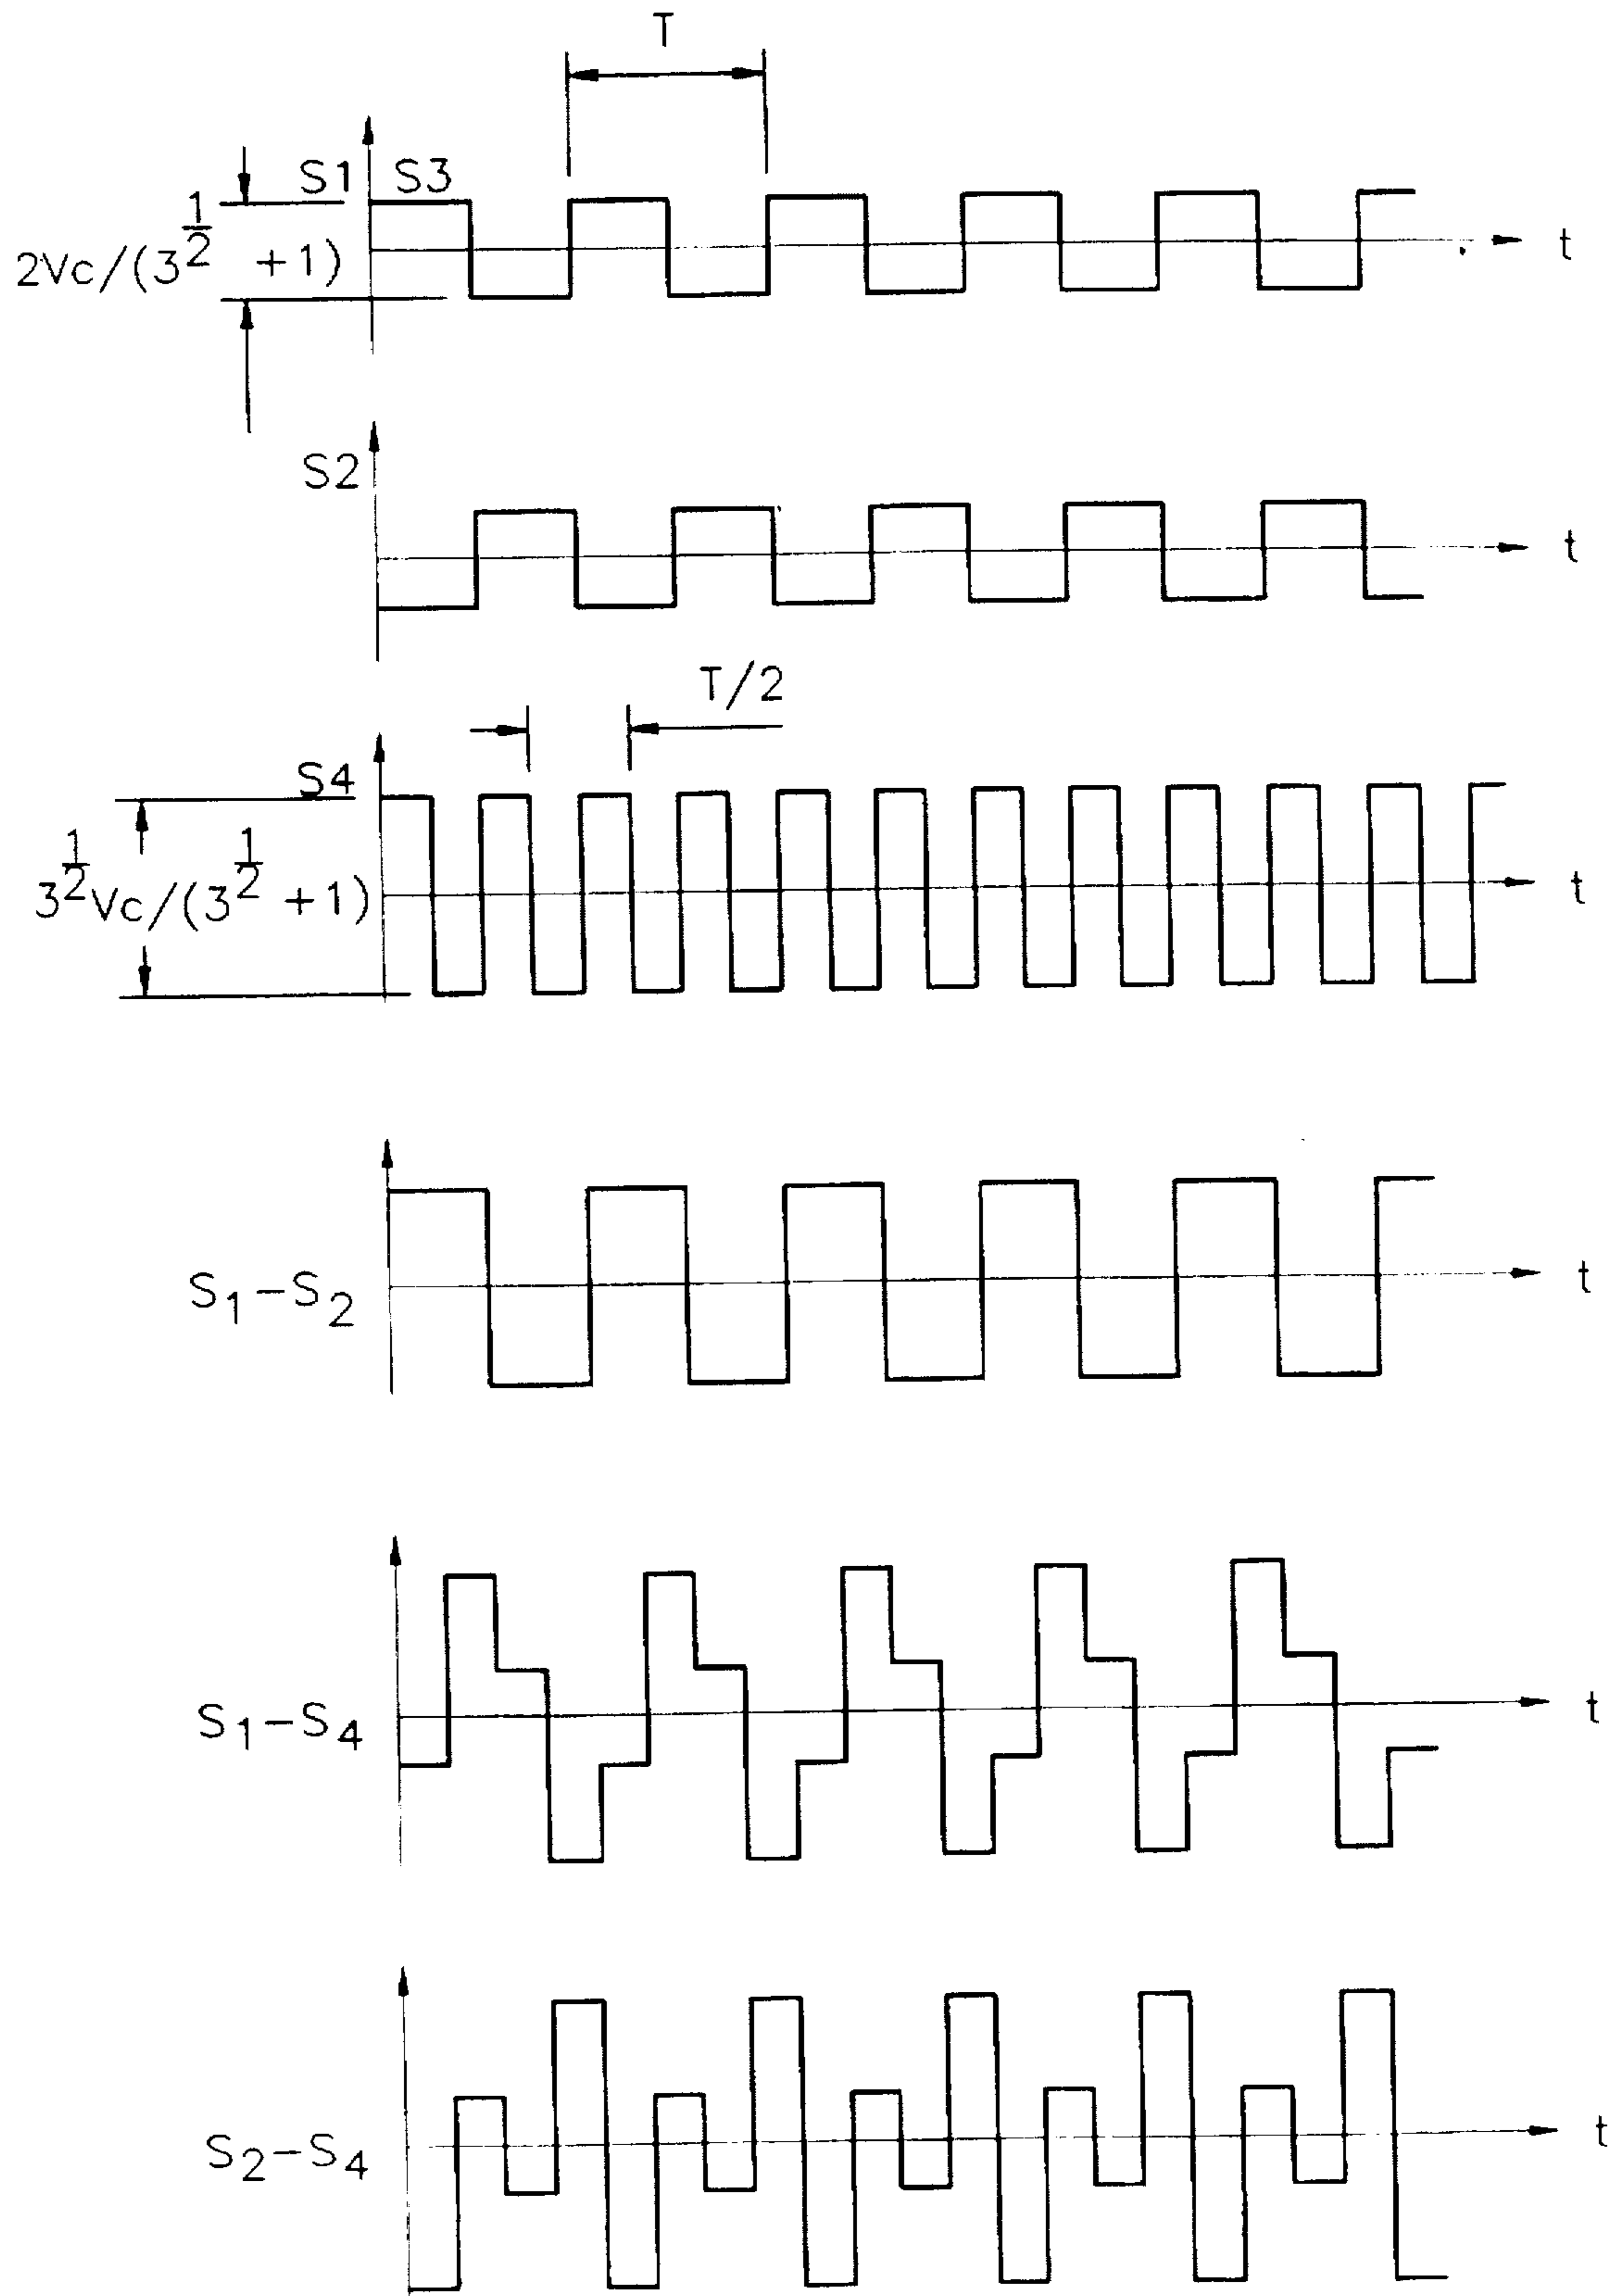 T
S1 S3
2Vc/(3^{1/2} +1)
t
S2
t
T/2
S4
3^{1/2}Vc/(3^{1/2} +1)
t
S₁-S₂
t
S₁-S₄
t
S₂-S₄
t